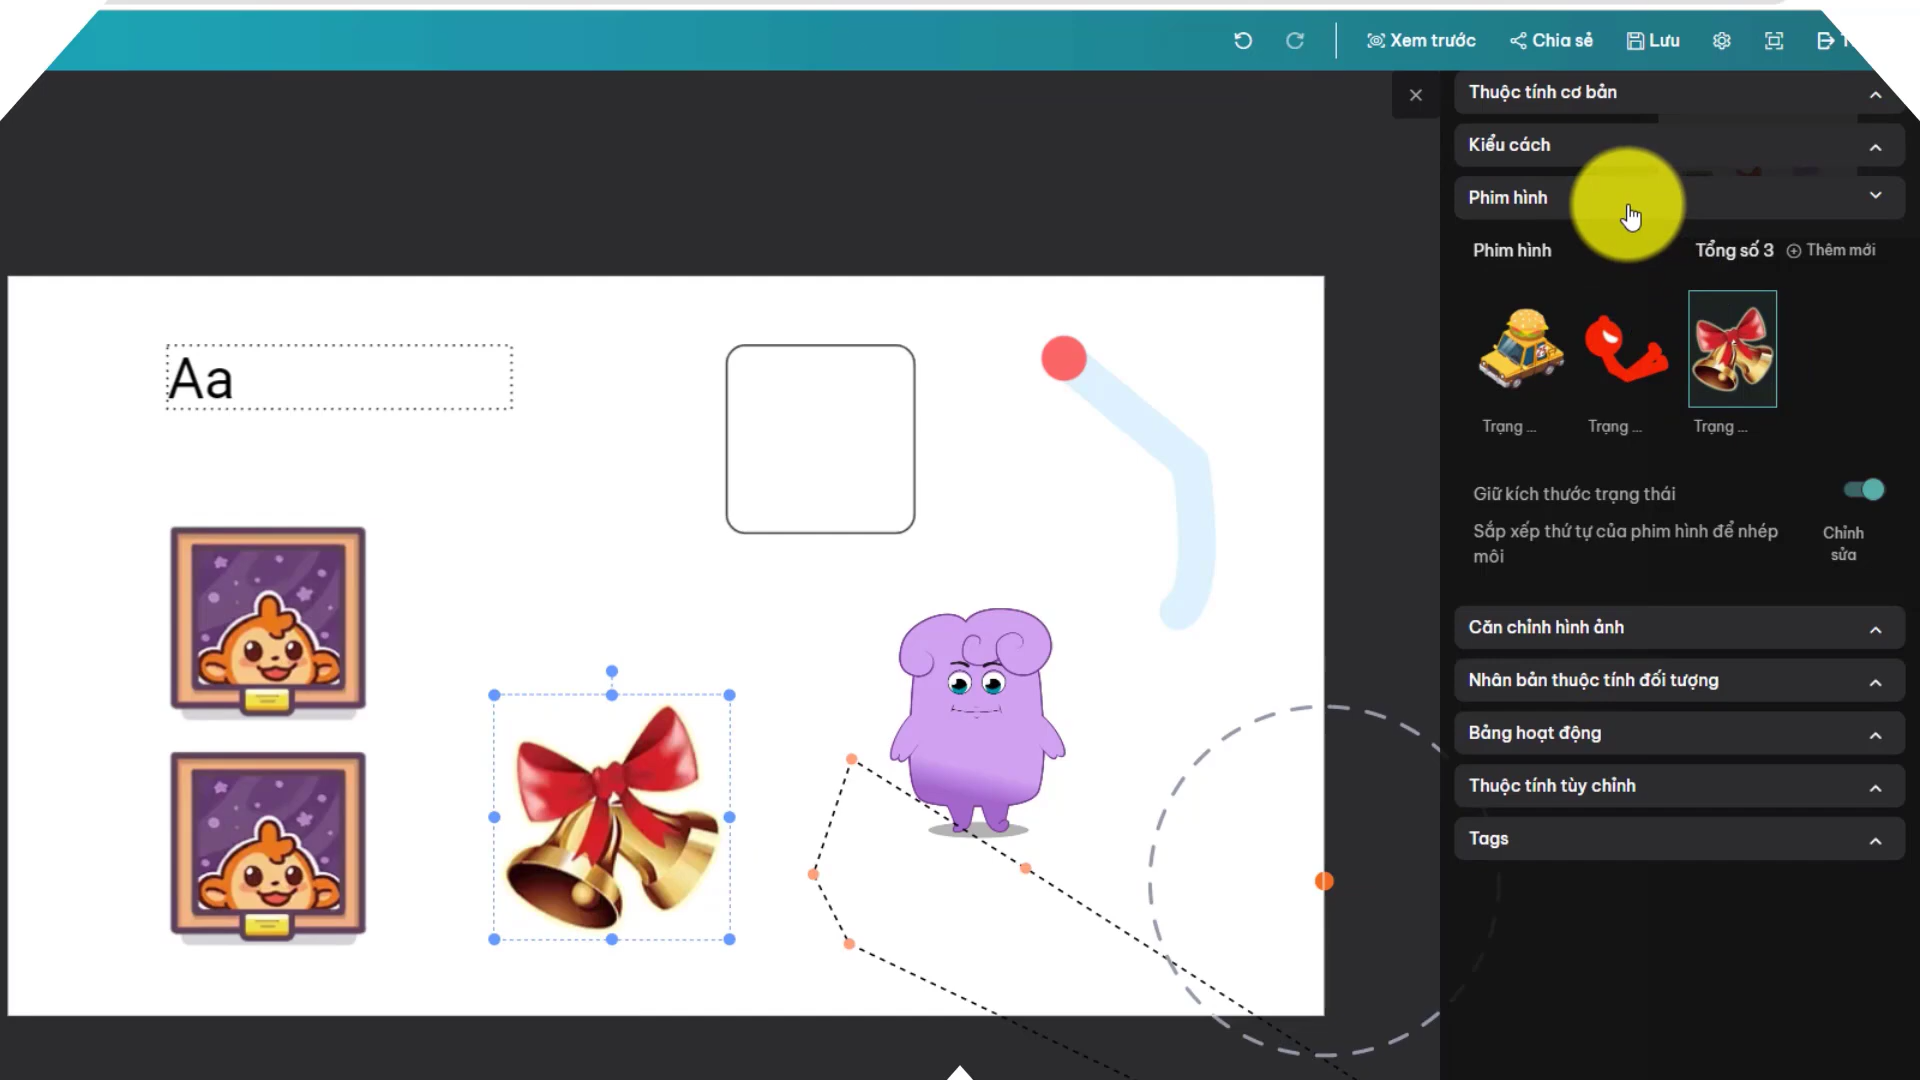 Xem trước
Chia sẻ
Lưu
Thuộc tính cơ bản
Kiểu cách
Phim hình
Phim hình
Tổng số 3
Thêm mới
Trạng ...
Trạng ...
Trạng ...
Giữ kích thước trạng thái
Sắp xếp thứ tự của phim hình để nhép
môi
Chỉnh
sửa
Căn chỉnh hình ảnh
Nhân bản thuộc tính đối tượng
Bảng hoạt động
Thuộc tính tùy chỉnh
Tags
Aa